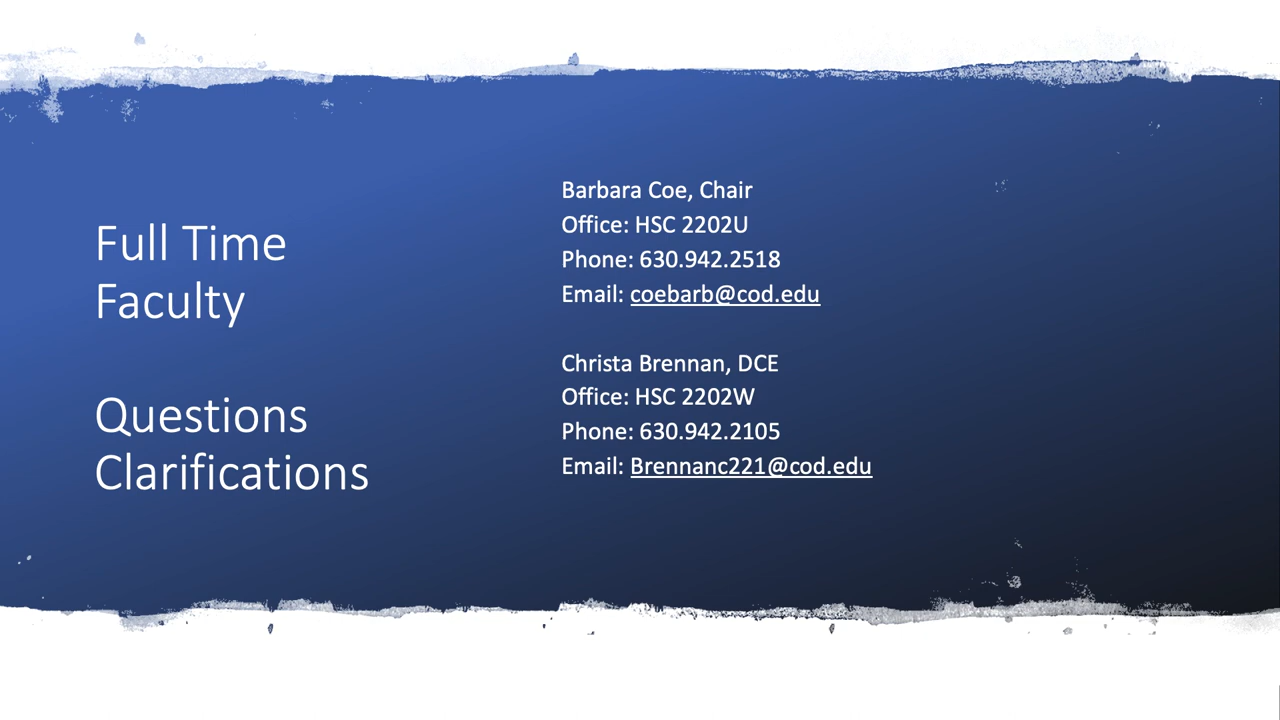 Full Time
Faculty
Questions
Clarifications
Barbara Coe, Chair
Office: HSC 2202U
Phone: 630.942.2518
Email: coebarb@cod.edu
Christa Brennan, DCE
Office: HSC 2202W
Phone: 630.942.2105
Email: Brennanc221@cod.edu